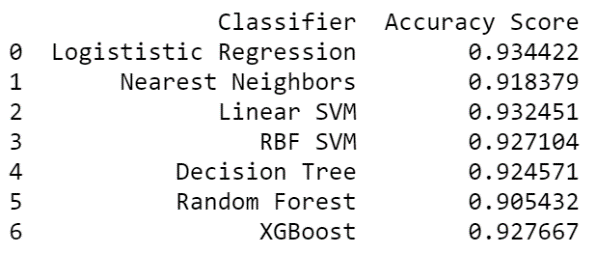 Classifier Accuracy Score
0 Logististic Regression 0.934422
1 Nearest Neighbors 0.918379
2 Linear SVM 0.932451
3 RBF SVM 0.927104
4 Decision Tree 0.924571
5 Random Forest 0.905432
6 XGBoost 0.927667